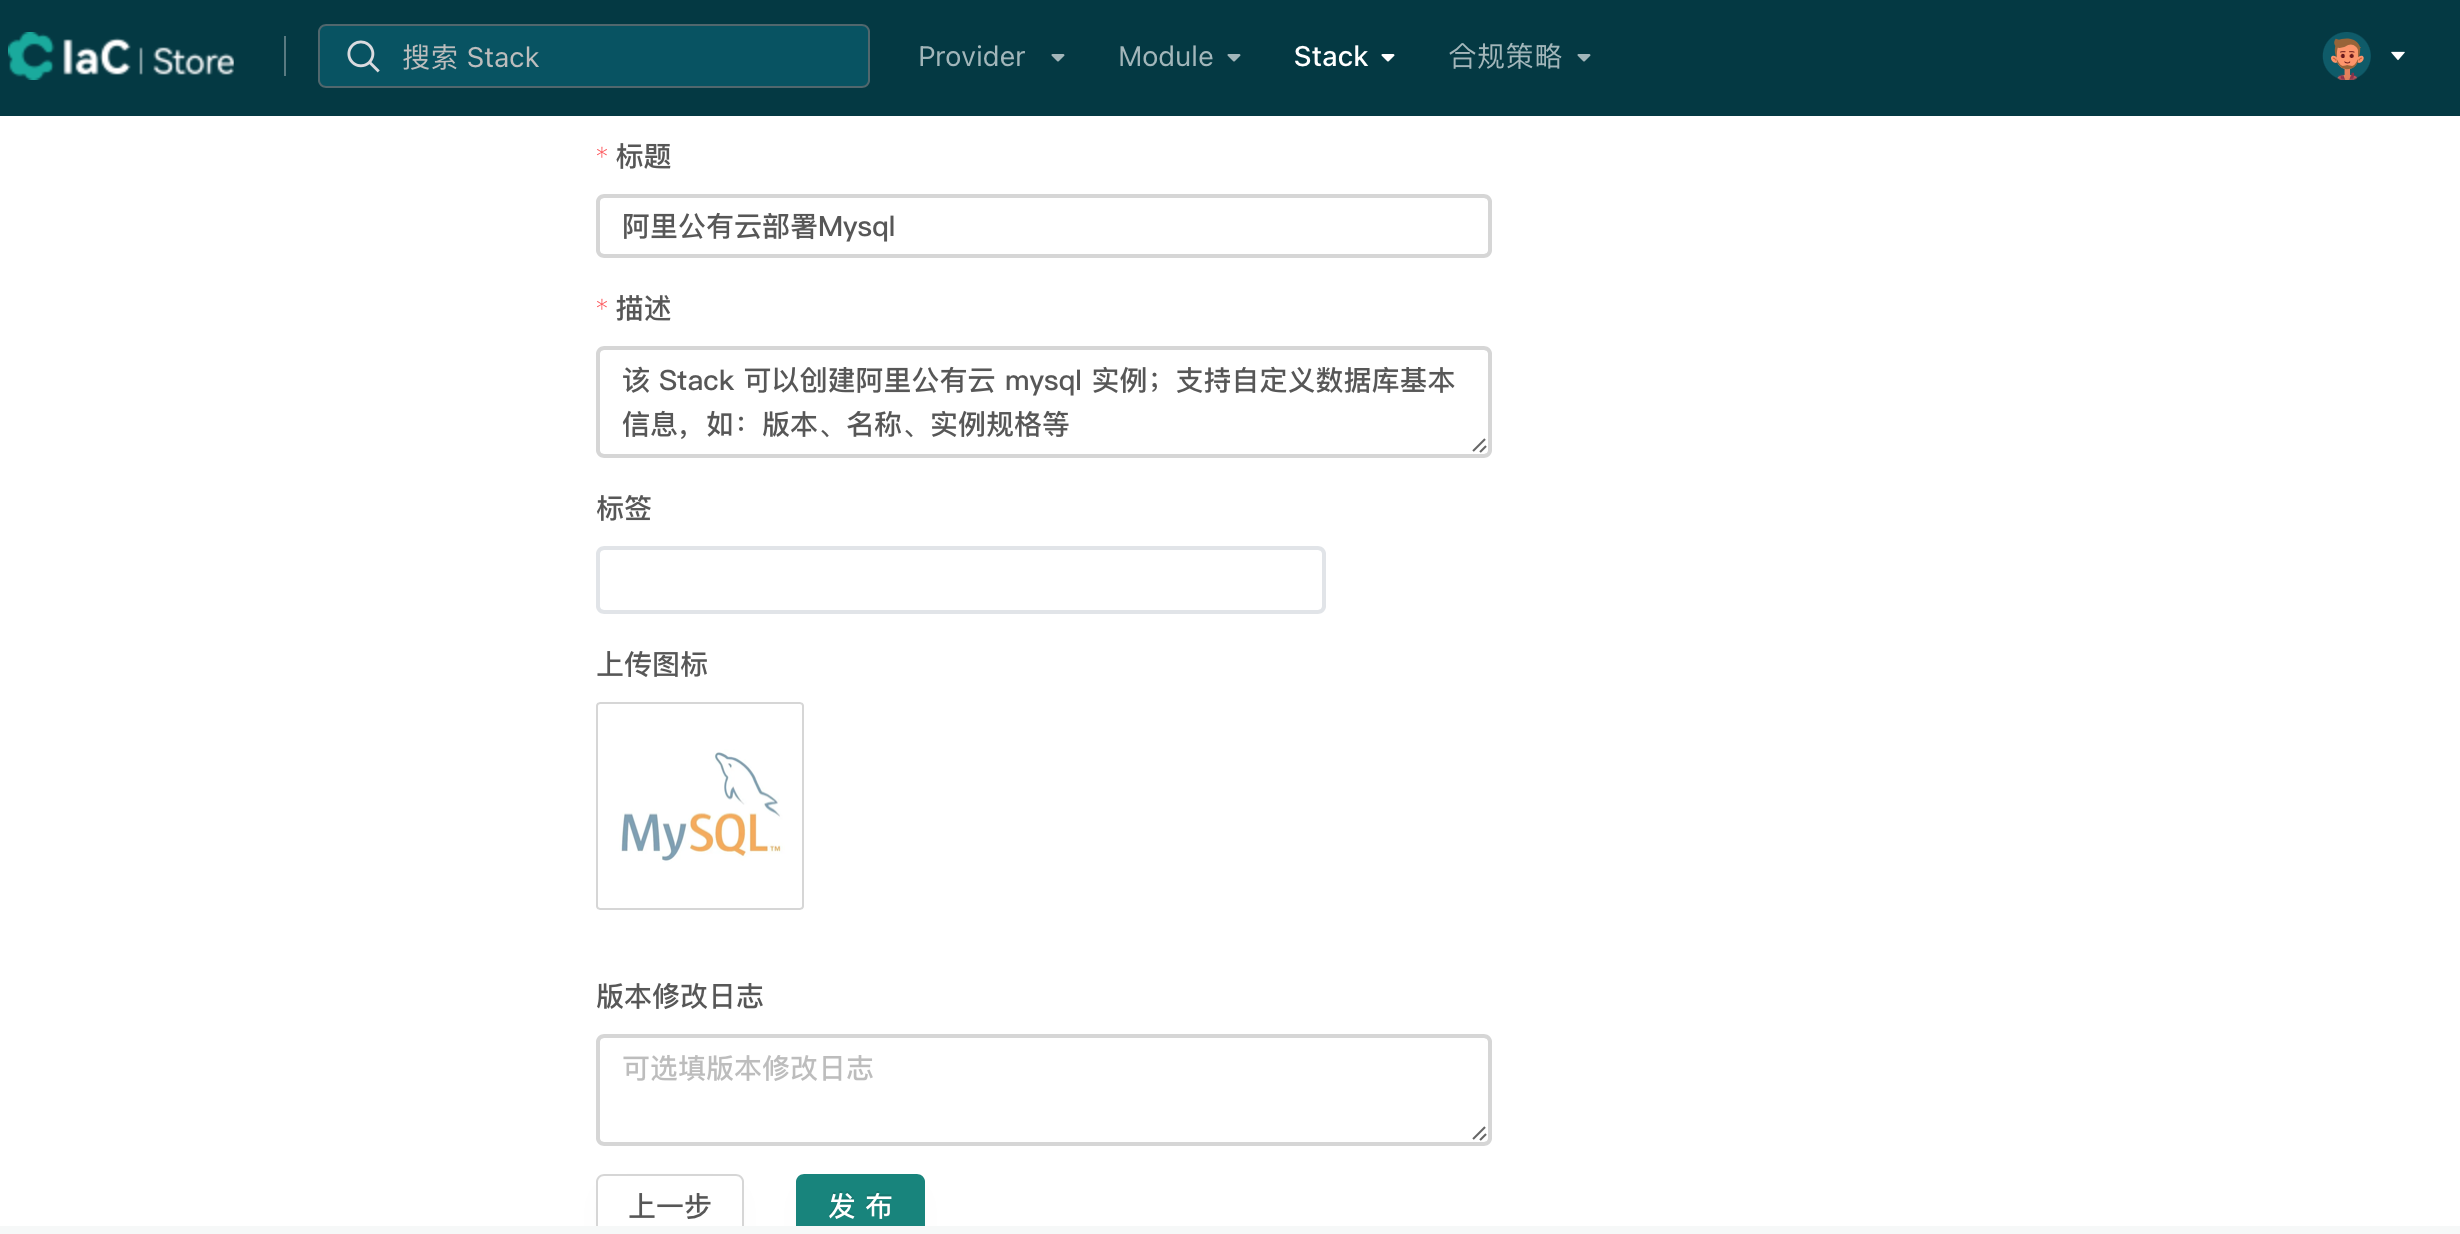 IaC | Store
搜索 Stack
Provider
Module
Stack
合规策略
* 标题
阿里公有云部署Mysql
* 描述
该 Stack 可以创建阿里公有云 mysql 实例；支持自定义数据库基本
信息，如：版本、名称、实例规格等
标签
上传图标
MySQL™
版本修改日志
可选填版本修改日志
上一步
发 布